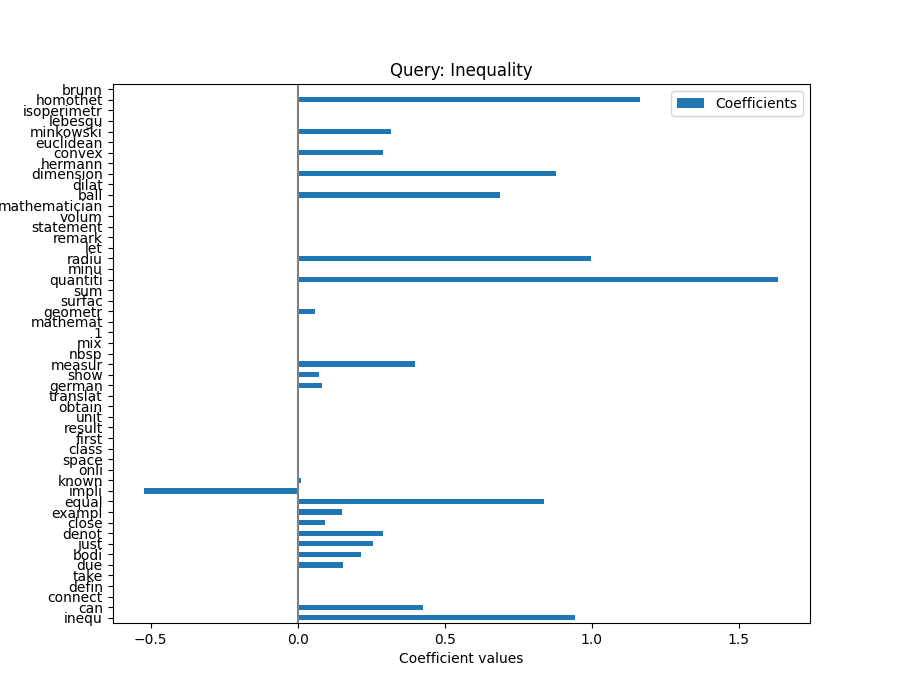 Query: Inequality
Coefficients
brunn
homothet
isoperimetr
lebesgu
minkowski
euclidean
convex
hermann
dimension
dilat
ball
mathematician
volum
statement
remark
let
radiu
minu
quantiti
sum
surfac
geometr
mathemat
1
mix
nbsp
measur
show
german
translat
obtain
unit
result
first
class
space
onli
known
impli
equal
exampl
close
denot
just
bodi
due
take
defin
connect
can
inequ
−0.5 0.0 0.5 1.0 1.5
Coefficient values